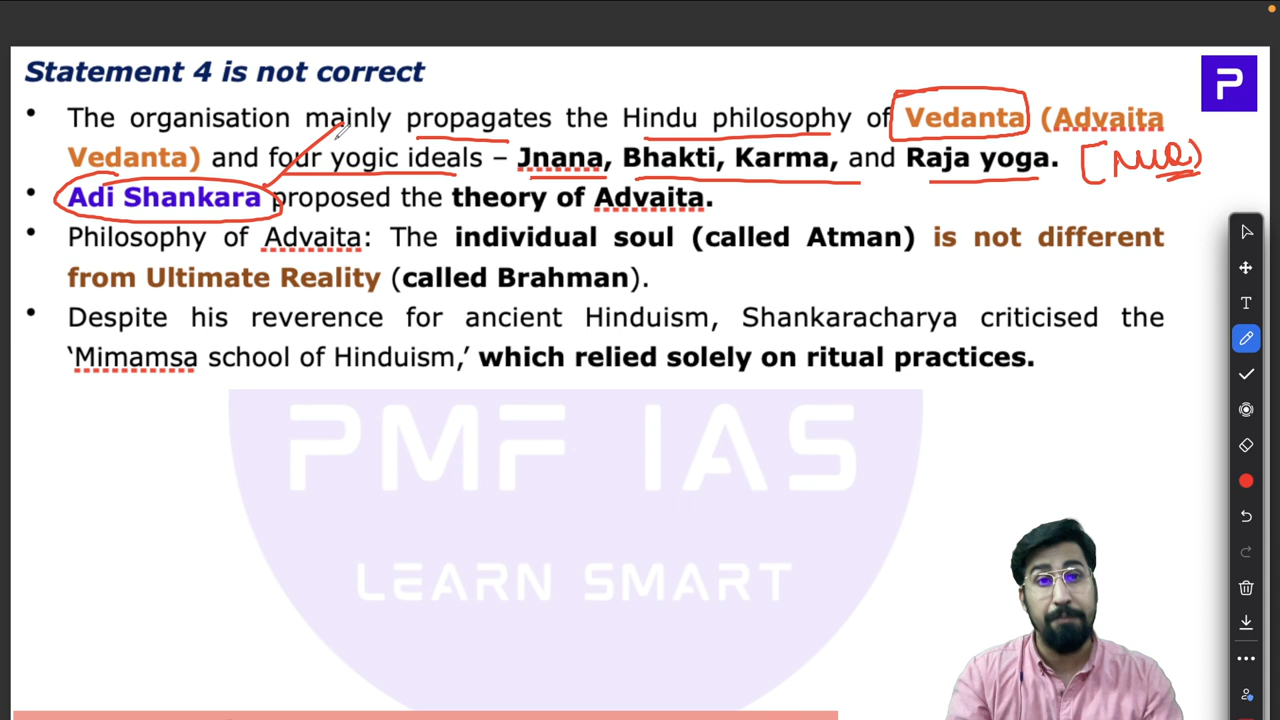 Statement 4 is not correct
P
• The organisation mainly propagates the Hindu philosophy of Vedanta (Advaita
Vedanta) and four yogic ideals – Jnana, Bhakti, Karma, and Raja yoga.
• Adi Shankara proposed the theory of Advaita.
• Philosophy of Advaita: The individual soul (called Atman) is not different
from Ultimate Reality (called Brahman).
• Despite his reverence for ancient Hinduism, Shankaracharya criticised the
‘Mimamsa school of Hinduism,’ which relied solely on ritual practices.
PMF IAS
LEARN SMART
T